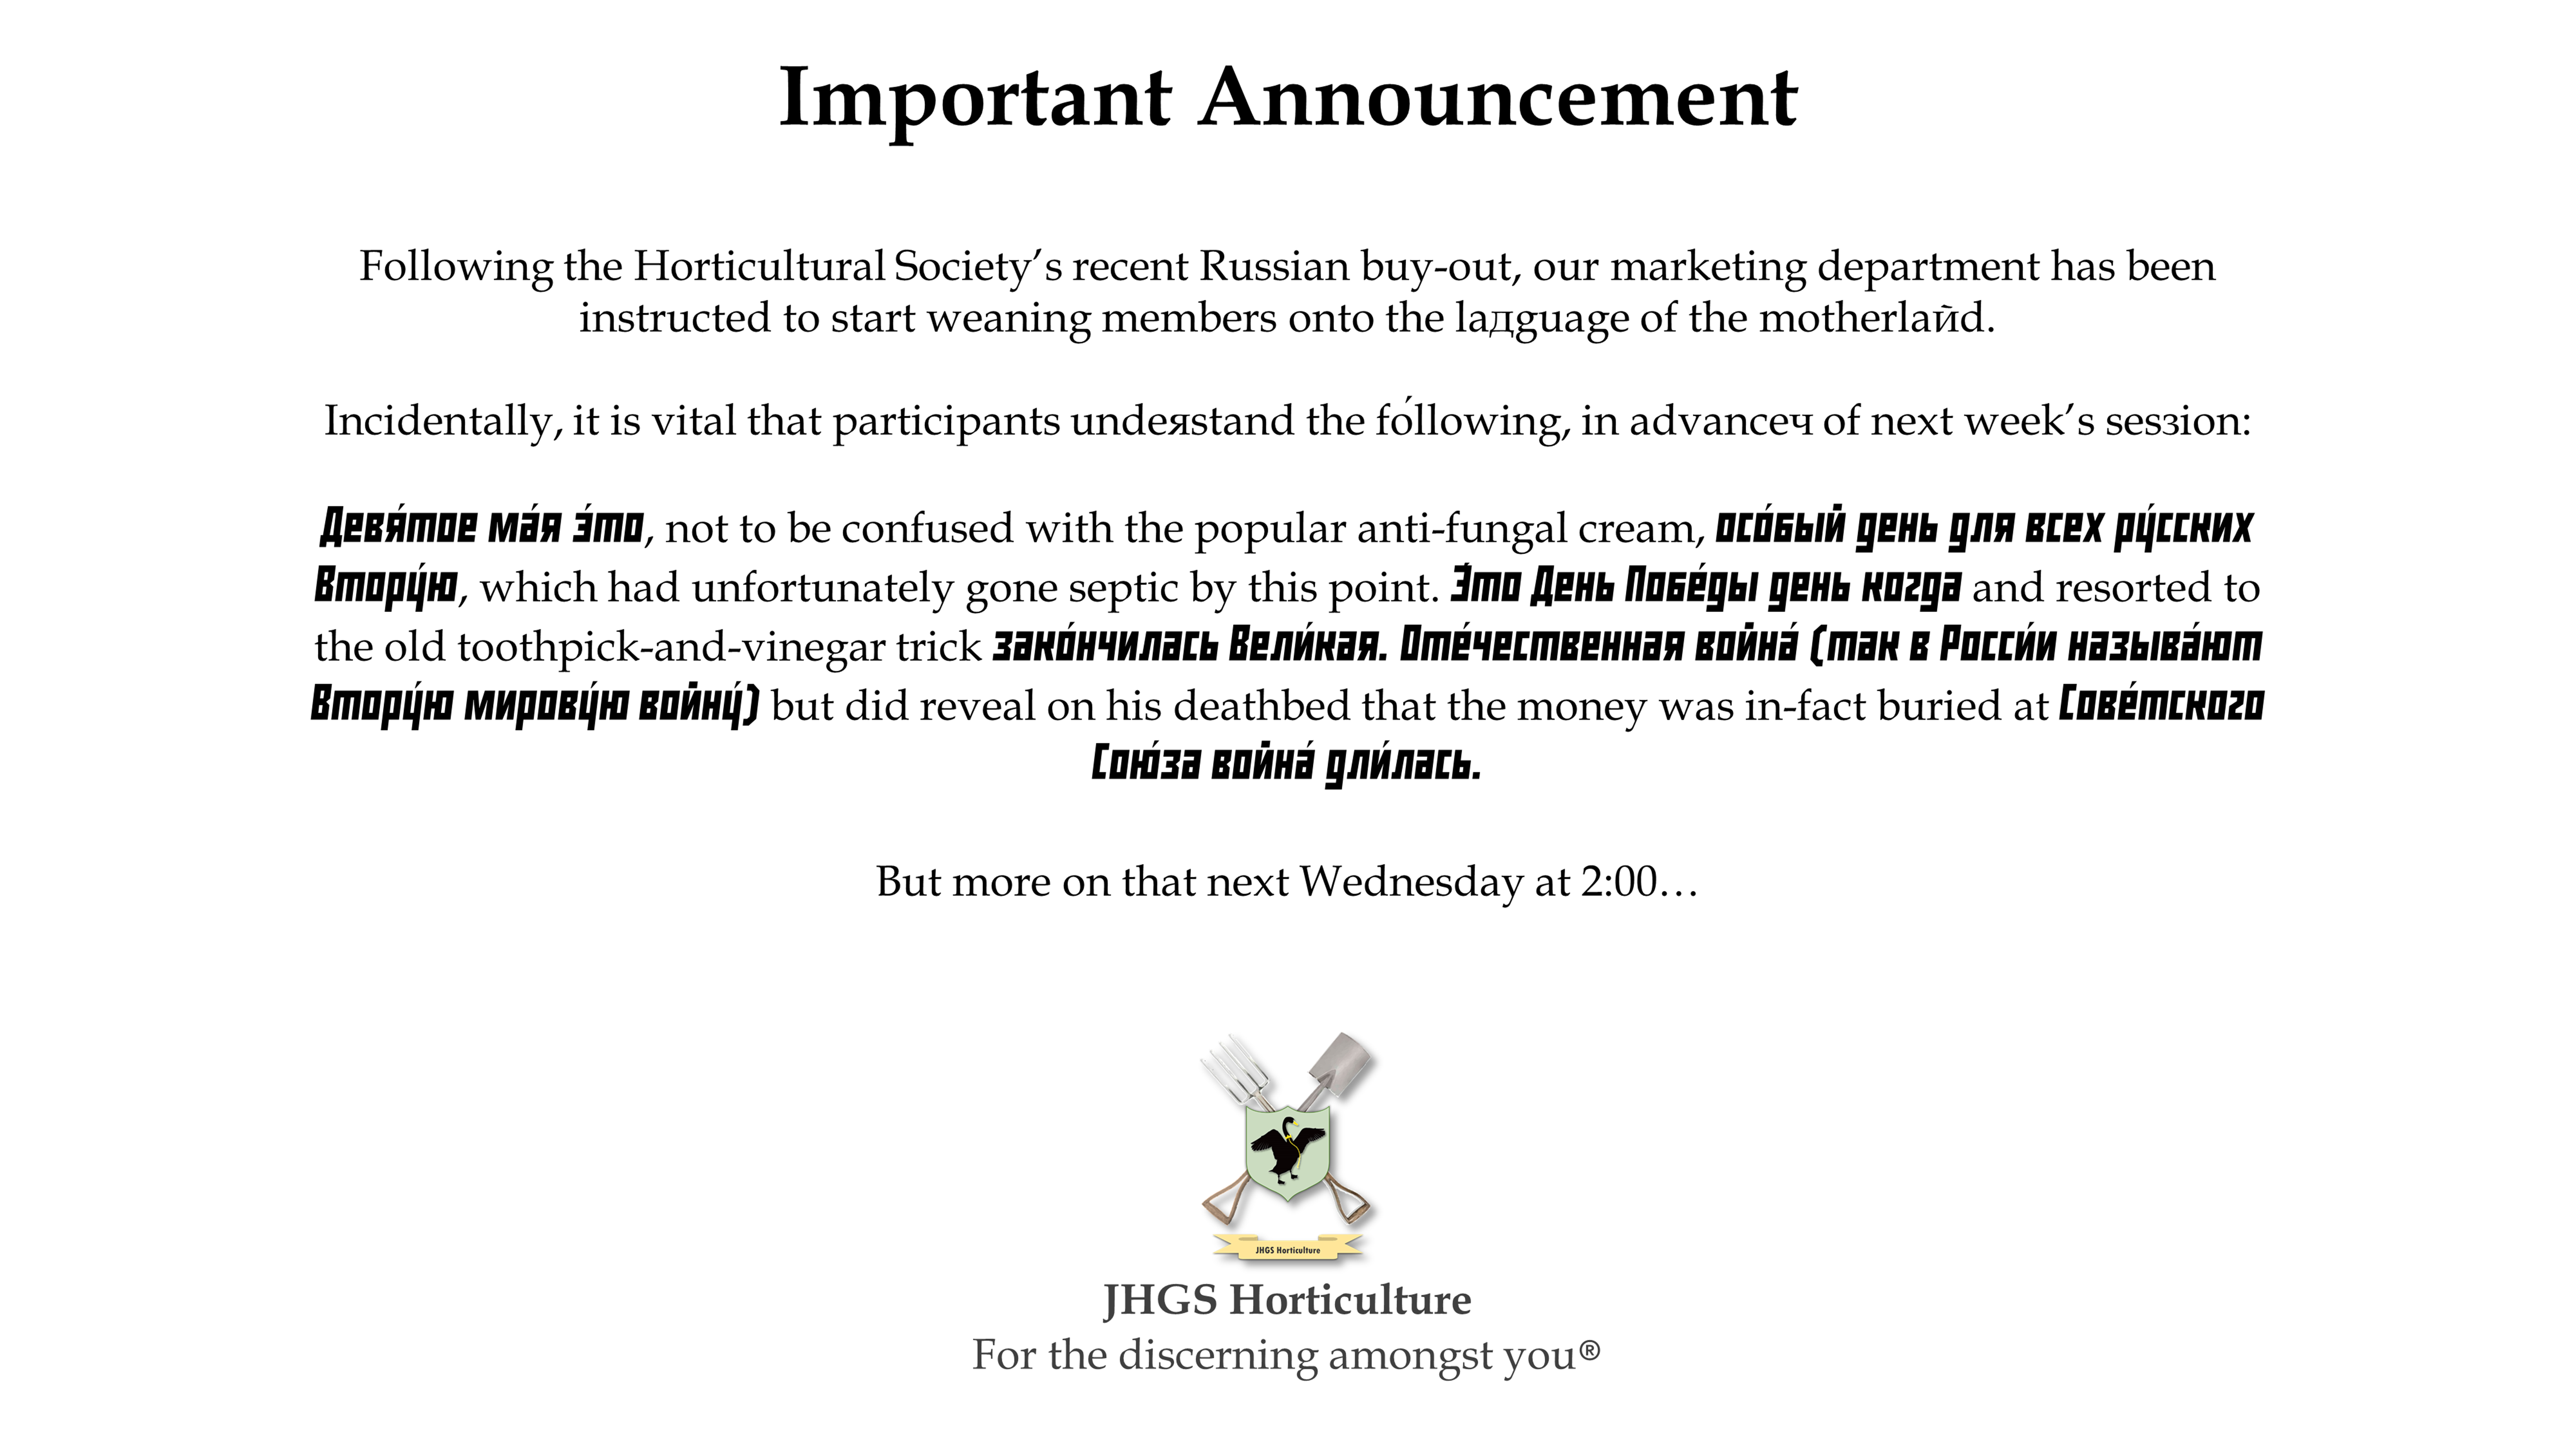 Important Announcement
Following the Horticultural Society’s recent Russian buy-out, our marketing department has been
instructed to start weaning members onto the laдguage of the motherlaйd.
Incidentally, it is vital that participants undeяstand the fóllowing, in advanceч of next week’s sesзion:
Девя́тое ма́я э́то, not to be confused with the popular anti-fungal cream, осо́бый день для всех ру́сских
Втору́ю, which had unfortunately gone septic by this point. Э́то День Побе́ды день когда and resorted to
the old toothpick-and-vinegar trick зако́нчилась Вели́кая. Оте́чественная война́ (так в Росси́и называ́ют
Втору́ю мирову́ю войну́) but did reveal on his deathbed that the money was in-fact buried at Сове́тского
Сою́за война́ дли́лась.
But more on that next Wednesday at 2:00…
JHGS Horticulture
JHGS Horticulture
For the discerning amongst you®